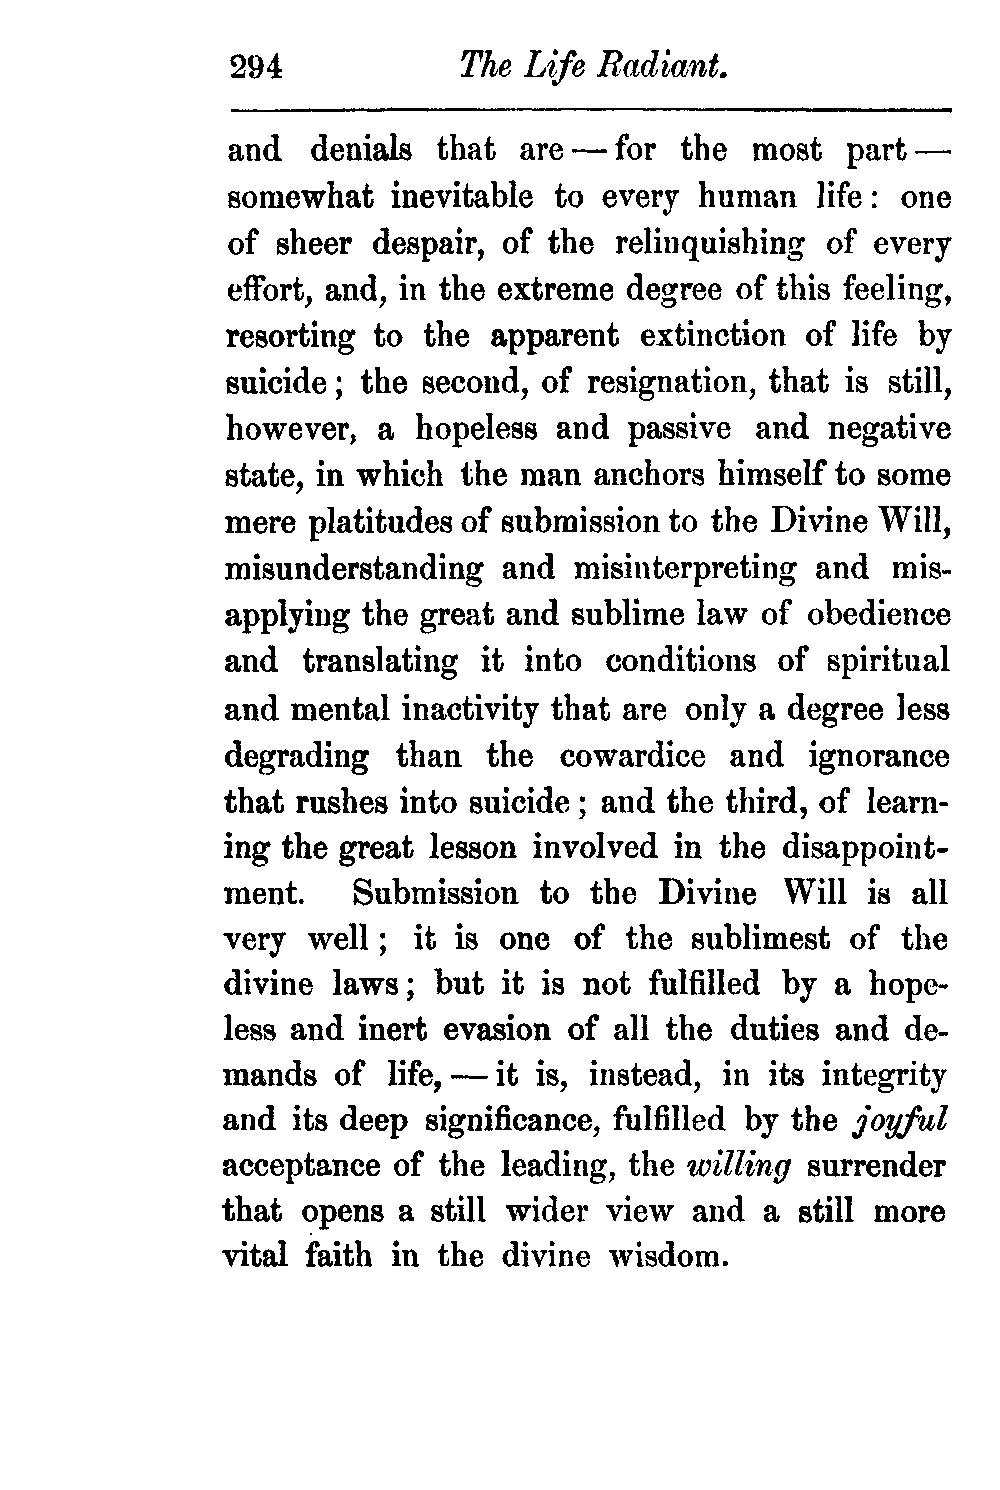 294 The Life Radiant.
and denials that are — for the most part —
somewhat inevitable to every human life : one
of sheer despair, of the relinquishing of every
effort, and, in the extreme degree of this feeling,
resorting to the apparent extinction of life by
suicide ; the second, of resignation, that is still,
however, a hopeless and passive and negative
state, in which the man anchors himself to some
mere platitudes of submission to the Divine Will,
misunderstanding and misinterpreting and mis-
applying the great and sublime law of obedience
and translating it into conditions of spiritual
and mental inactivity that are only a degree less
degrading than the cowardice and ignorance
that rushes into suicide ; and the third, of learn-
ing the great lesson involved in the disappoint-
ment. Submission to the Divine Will is all
very well ; it is one of the sublimest of the
divine laws ; but it is not fulfilled by a hope-
less and inert evasion of all the duties and de-
mands of life, — it is, instead, in its integrity
and its deep significance, fulfilled by the joyful
acceptance of the leading, the willing surrender
that opens a still wider view and a still more
vital faith in the divine wisdom.